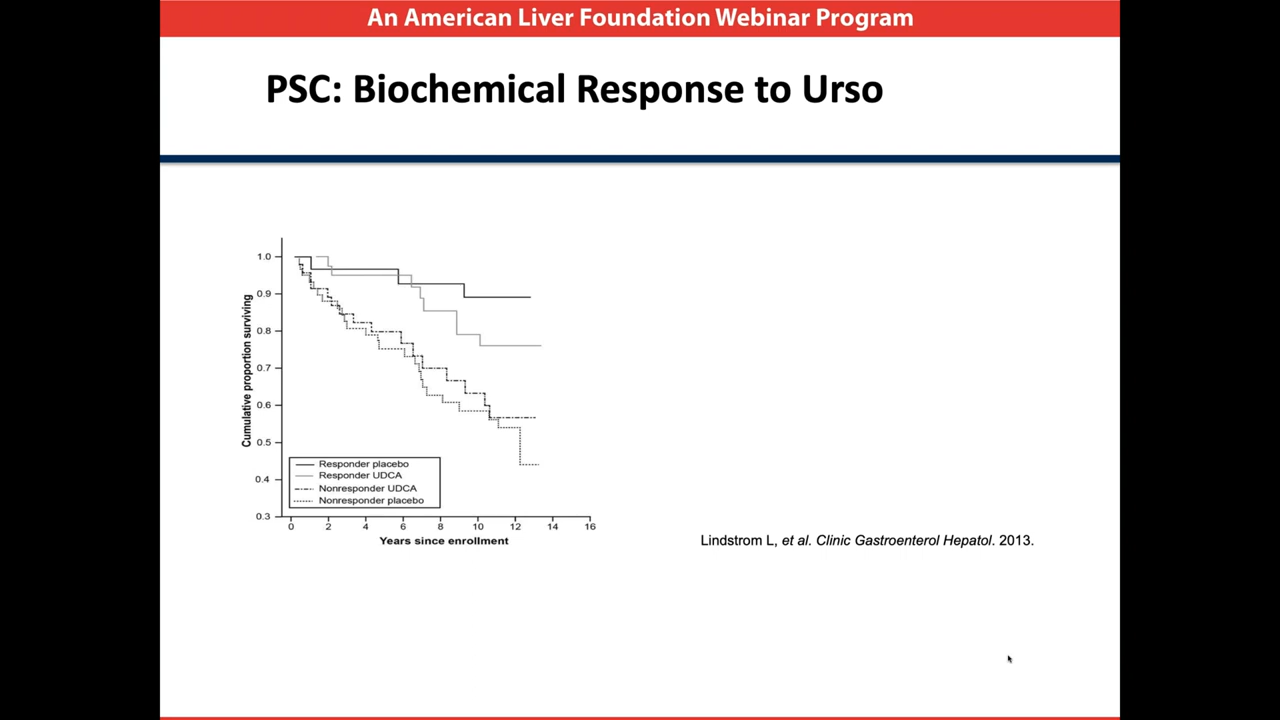 An American Liver Foundation Webinar Program
PSC: Biochemical Response to Urso
1.0
0.9
0.8
0.7
0.6
0.5
0.4
0.3
Cumulative proportion surviving
Responder placebo
Responder UDCA
Nonresponder UDCA
Nonresponder placebo
0 2 4 6 8 10 12 14 16
Years since enrollment
Lindstrom L, et al. Clinic Gastroenterol Hepatol. 2013.